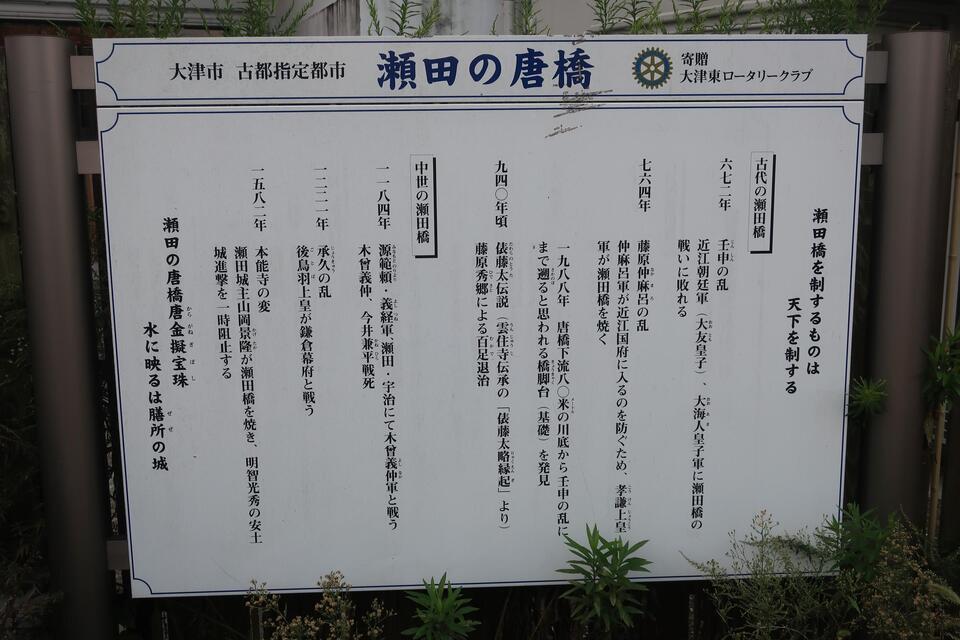 大津市 古都指定都市
瀬田の唐橋
寄贈
大津東ロータリークラブ
瀬田橋を制するものは
天下を制する
古代の瀬田橋
六七二年
壬申の乱
近江朝廷軍（大友皇子）、大海人皇子軍に瀬田橋の
戦いに敗れる
七六四年
藤原仲麻呂の乱
仲麻呂軍が近江国府に入るのを防ぐため、孝謙上皇
軍が瀬田橋を焼く
一九八八年 唐橋下流八〇米の川底から壬申の乱に
まで遡ると思われる橋脚台（基礎）を発見
九四〇年頃
俵藤太伝説（雲住寺伝承の「俵藤太略縁起」より）
藤原秀郷による百足退治
中世の瀬田橋
一一八四年
源範頼・義経軍 瀬田・宇治にて木曾義仲軍と戦う
木曾義仲、今井兼平戦死
一二二一年
承久の乱
後鳥羽上皇が鎌倉幕府と戦う
一五八二年
本能寺の変
瀬田城主山岡景隆が瀬田橋を焼き、明智光秀の安土
城進撃を一時阻止する
瀬田の唐橋唐金擬宝珠
水に映るは膳所の城